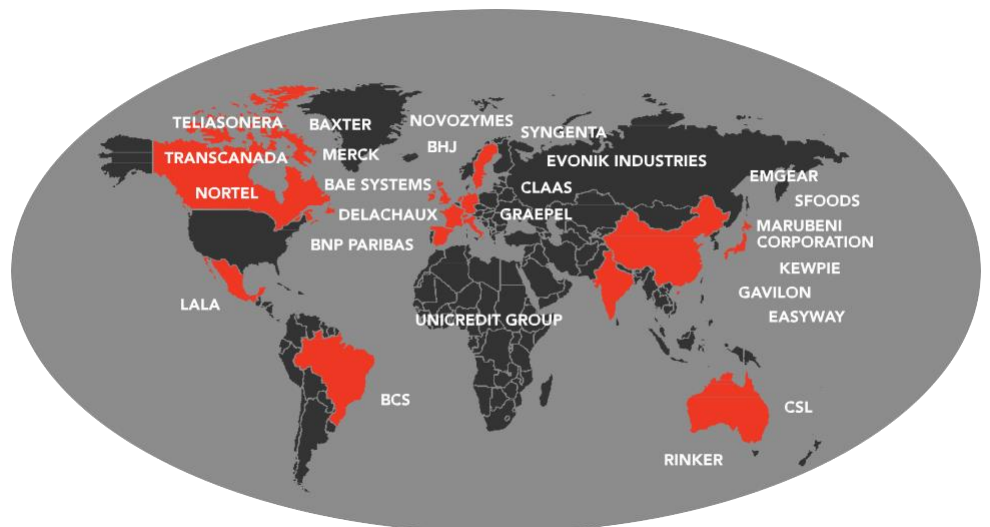 TELIASONERA
BAXTER
NOVOZYMES
SYNGENTA
TRANSCANADA
MERCK
BHJ
EVONIK INDUSTRIES
NORTEL
BAE SYSTEMS
CLAAS
EMGEAR
SFOODS
DELACHAUX
GRAEPEL
MARUBENI
CORPORATION
BNP PARIBAS
KEWPIE
LALA
GAVILON
UNICREDIT GROUP
EASYWAY
BCS
CSL
RINKER